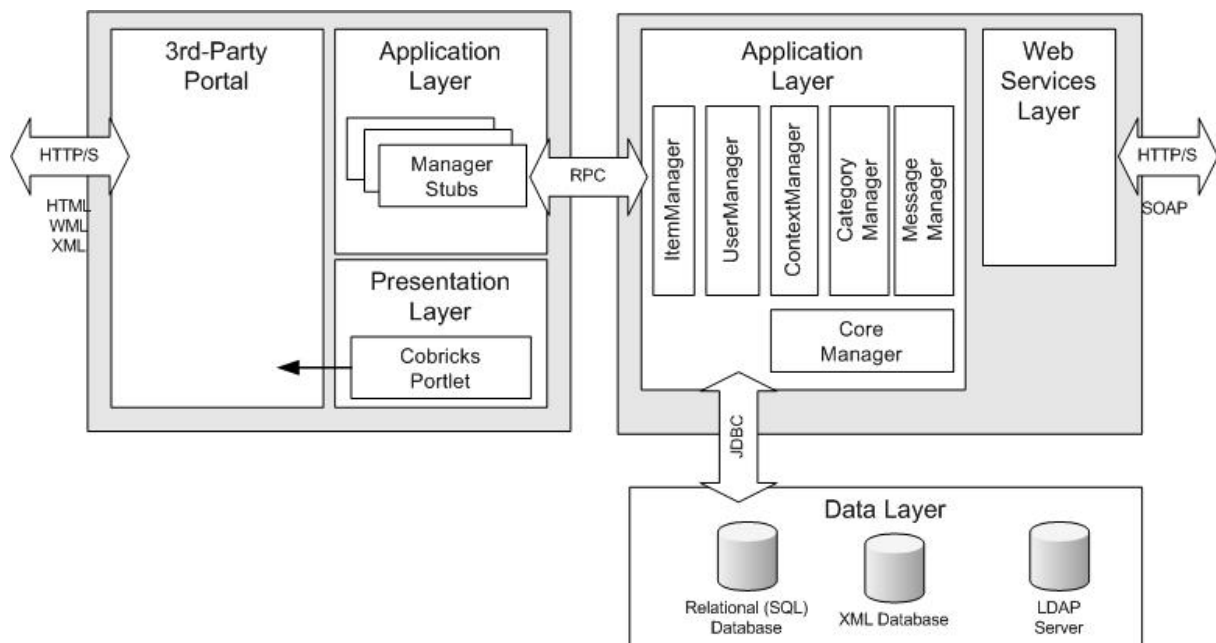 3rd-Party
Portal
Application
Layer
Manager
Stubs
Presentation
Layer
Cobricks
Portlet
HTTP/S
HTML
WML
XML
RPC
Application
Layer
ItemManager
UserManager
ContextManager
Category
Manager
Message
Manager
Core
Manager
Web
Services
Layer
HTTP/S
SOAP
JDBC
Data Layer
Relational (SQL)
Database
XML Database
LDAP
Server